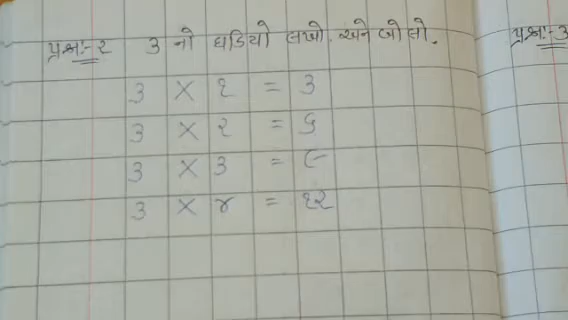 પ્રશ્ન:-૨ ૩ નો ઘડિયો લખો. અને બોલો.
૩ × ૧ = ૩
૩ × ૨ = ૬
૩ × ૩ = ૯
૩ × ૪ = ૧૨
પ્રશ્ન:-૩